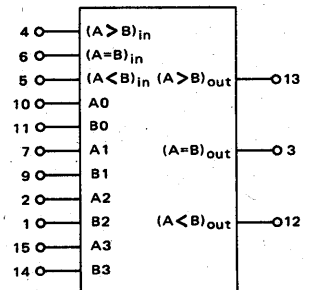 4 (A>B)in
6 (A=B)in
5 (A<B)in (A>B)out 13
10 A0
11 B0
7 A1 (A=B)out 3
9 B1
2 A2
1 B2 (A<B)out 12
15 A3
14 B3